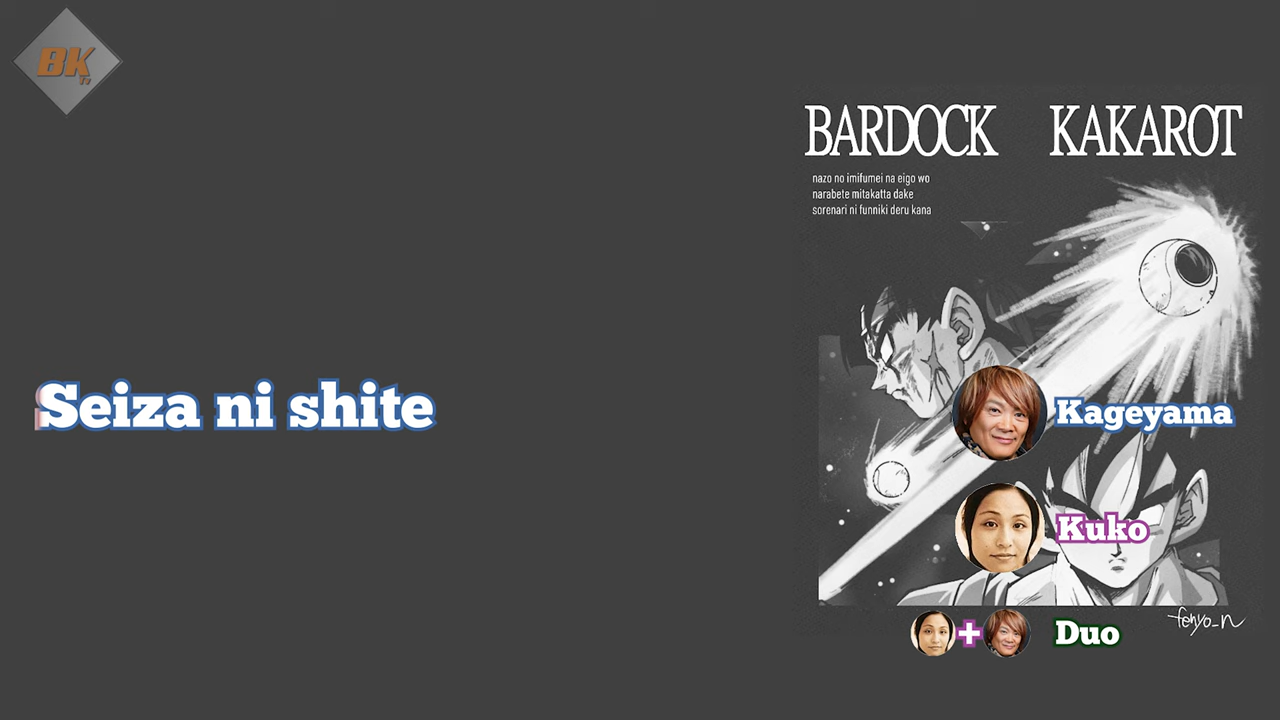 BK
TV
BARDOCK KAKAROT
nazo no imifumei na eigo wo
narabete mitakatta dake
sorenari ni funniki deru kana
Seiza ni shite
Kageyama
Kuko
+ Duo